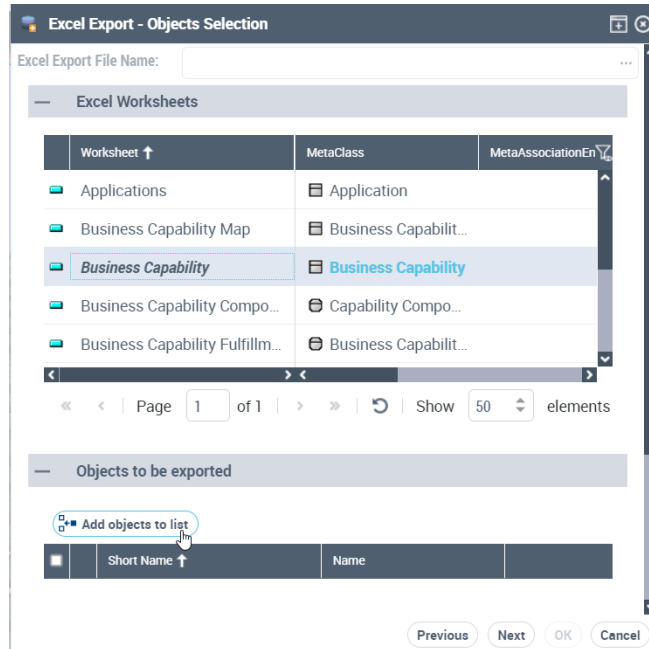 Excel Export - Objects Selection
Excel Export File Name:
...
Excel Worksheets
Worksheet MetaClass MetaAssociationEn
Applications Application
Business Capability Map Business Capabilit...
Business Capability Business Capability
Business Capability Compo... Capability Compo...
Business Capability Fulfillm... Business Capabilit...
Page 1 of 1 Show 50 elements
Objects to be exported
Add objects to list
Short Name Name
Previous Next OK Cancel